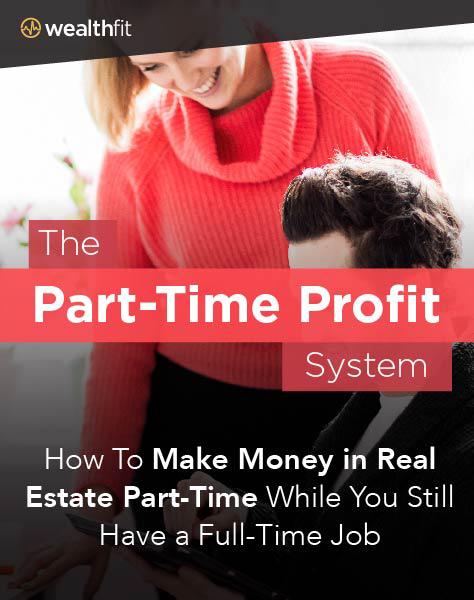 wealthfit
The
Part-Time Profit
System
How To Make Money in Real
Estate Part-Time While You Still
Have a Full-Time Job